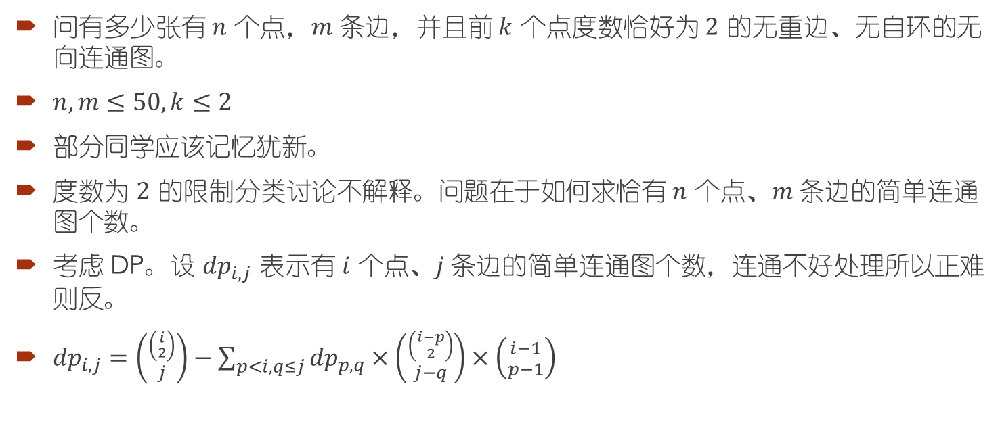 问有多少张有 n 个点，m 条边，并且前 k 个点度数恰好为 2 的无重边、无自环的无
向连通图。
n, m ≤ 50, k ≤ 2
部分同学应该记忆犹新。
度数为 2 的限制分类讨论不解释。问题在于如何求恰有 n 个点、m 条边的简单连通
图个数。
考虑 DP。设 dp_{i,j} 表示有 i 个点、j 条边的简单连通图个数，连通不好处理所以正难
则反。
dp_{i,j} = \binom{\binom{i}{2}}{j} − ∑_{p<i,q≤j} dp_{p,q} × \binom{\binom{i−p}{2}}{j−q} × \binom{i−1}{p−1}